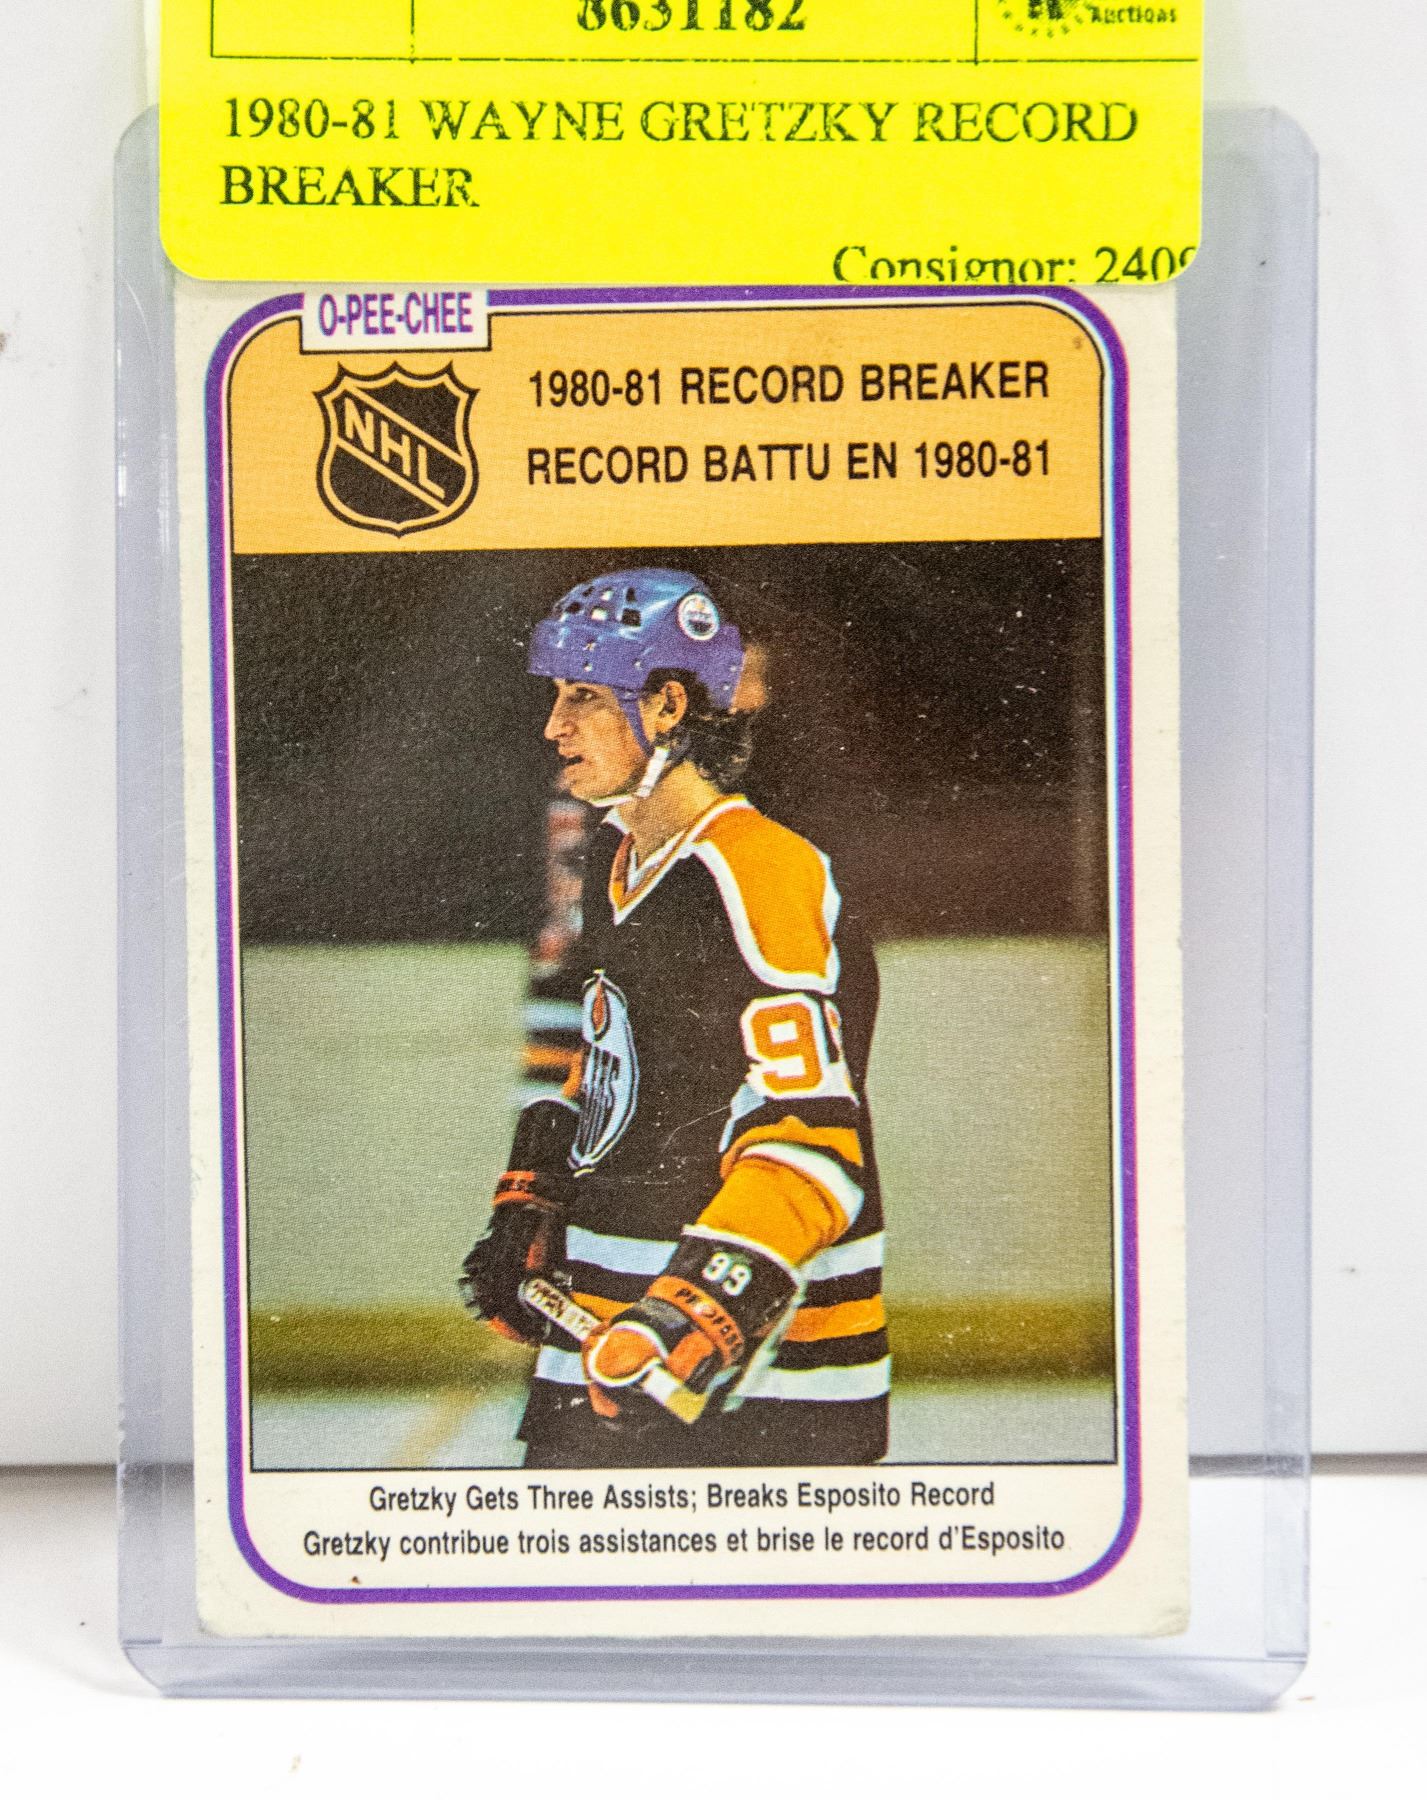 8631182
Auctions
1980-81 WAYNE GRETZKY RECORD
BREAKER
Consignor: 240
O-PEE-CHEE
NHL
1980-81 RECORD BREAKER
RECORD BATTU EN 1980-81
99
99
Gretzky Gets Three Assists; Breaks Esposito Record
Gretzky contribue trois assistances et brise le record d'Esposito